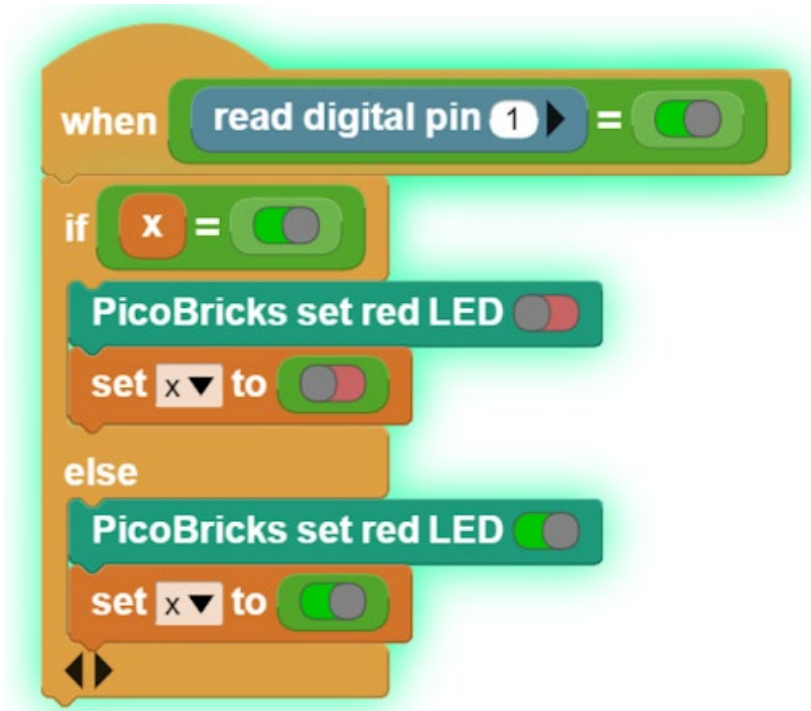 when read digital pin 1 =
if x =
PicoBricks set red LED
set x to
else
PicoBricks set red LED
set x to